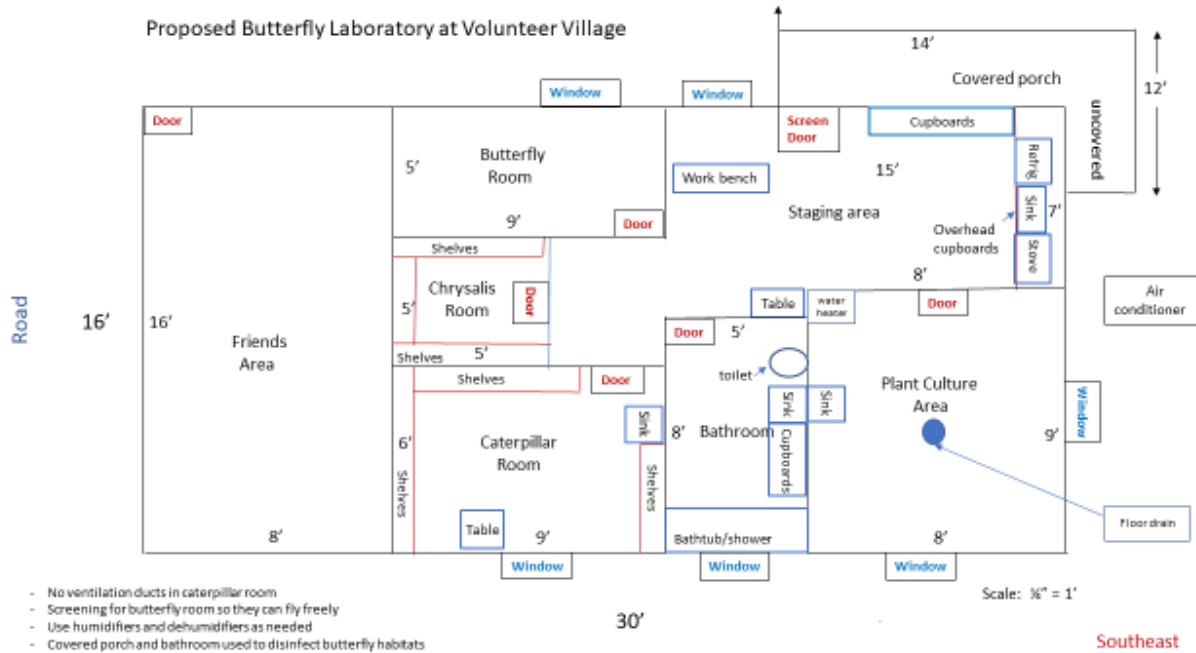 Proposed Butterfly Laboratory at Volunteer Village
14’
Covered porch
12’
uncovered
Window
Window
Door
Screen
Door
Cupboards
Butterfly
Room
5’
9’
Door
Work bench
15’
Staging area
Refrig
Sink
7’
Stove
Overhead
cupboards
8’
Shelves
Chrysalis
Room
5’
Door
Shelves
5’
Table
water
heater
Door
Air
conditioner
Road
16’
16’
Friends
Area
8’
Door
5’
toilet
Shelves
Door
Sink
6’
Caterpillar
Room
Shelves
Shelves
Table
9’
8’
Bathroom
Sink
Cupboards
Sink
Bathtub/shower
Plant Culture
Area
Window
9’
8’
Floor drain
Window
Window
Window
- No ventilation ducts in caterpillar room
- Screening for butterfly room so they can fly freely
- Use humidifiers and dehumidifiers as needed
- Covered porch and bathroom used to disinfect butterfly habitats
30’
Scale: ¼” = 1’
Southeast